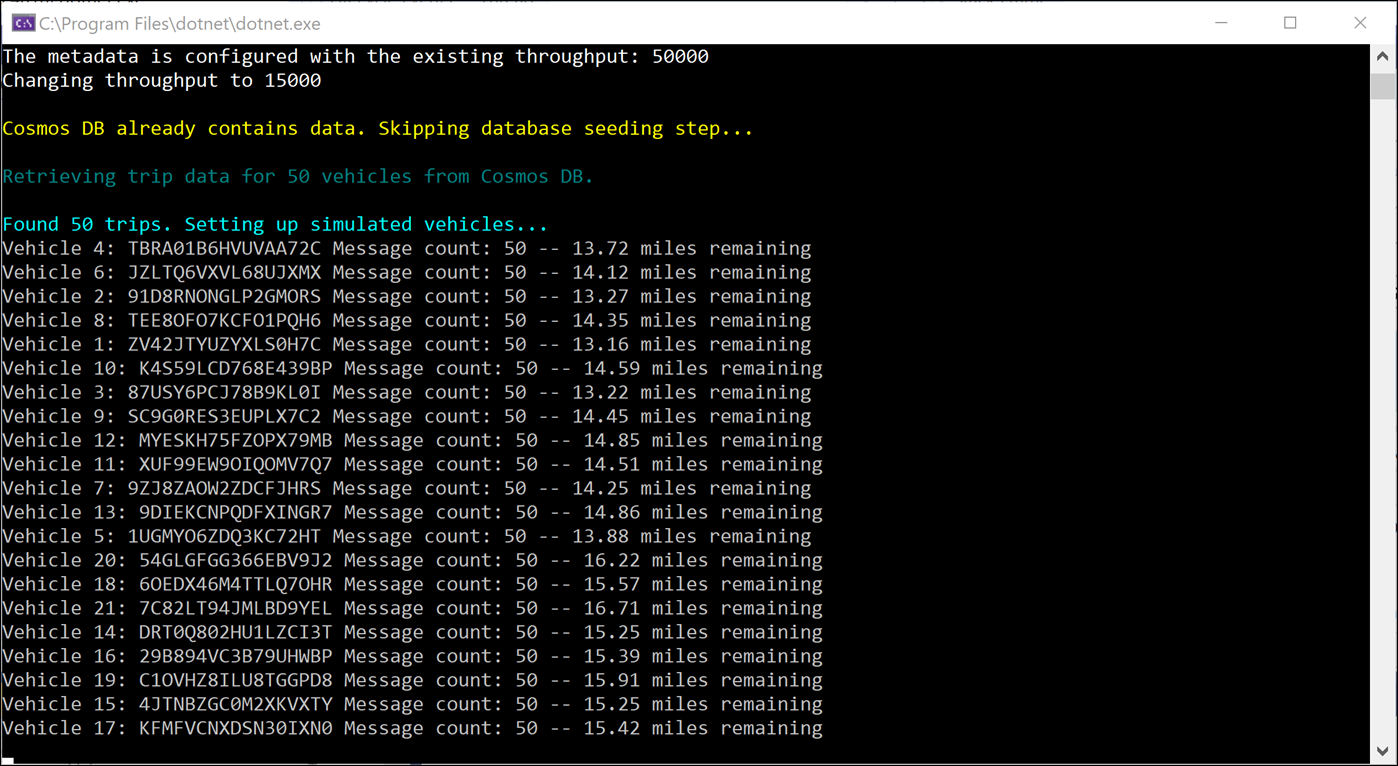 C:\Program Files\dotnet\dotnet.exe
The metadata is configured with the existing throughput: 50000
Changing throughput to 15000
Cosmos DB already contains data. Skipping database seeding step...
Retrieving trip data for 50 vehicles from Cosmos DB.
Found 50 trips. Setting up simulated vehicles...
Vehicle 4: TBRA01B6HVUVAA72C Message count: 50 -- 13.72 miles remaining
Vehicle 6: JZLTQ6VXVL68UJXMX Message count: 50 -- 14.12 miles remaining
Vehicle 2: 91D8RNONGLP2GMORS Message count: 50 -- 13.27 miles remaining
Vehicle 8: TEE8OFO7KCFO1PQH6 Message count: 50 -- 14.35 miles remaining
Vehicle 1: ZV42JTYUZYXLS0H7C Message count: 50 -- 13.16 miles remaining
Vehicle 10: K4S59LCD768E439BP Message count: 50 -- 14.59 miles remaining
Vehicle 3: 87USY6PCJ78B9KL0I Message count: 50 -- 13.22 miles remaining
Vehicle 9: SC9G0RES3EUPLX7C2 Message count: 50 -- 14.45 miles remaining
Vehicle 12: MYESKH75FZOPX79MB Message count: 50 -- 14.85 miles remaining
Vehicle 11: XUF99EW9OIQOMV7Q7 Message count: 50 -- 14.51 miles remaining
Vehicle 7: 9ZJ8ZAOW2ZDCFJHRS Message count: 50 -- 14.25 miles remaining
Vehicle 13: 9DIEKCNPQDFXINGR7 Message count: 50 -- 14.86 miles remaining
Vehicle 5: 1UGMYO6ZDQ3KC72HT Message count: 50 -- 13.88 miles remaining
Vehicle 20: 54GLGFGG366EBV9J2 Message count: 50 -- 16.22 miles remaining
Vehicle 18: 6OEDX46M4TTLQ7OHR Message count: 50 -- 15.57 miles remaining
Vehicle 21: 7C82LT94JMLBD9YEL Message count: 50 -- 16.71 miles remaining
Vehicle 14: DRT0Q802HU1LZCI3T Message count: 50 -- 15.25 miles remaining
Vehicle 16: 29B894VC3B79UHWBP Message count: 50 -- 15.39 miles remaining
Vehicle 19: C1OVHZ8ILU8TGGPD8 Message count: 50 -- 15.91 miles remaining
Vehicle 15: 4JTNBZGC0M2XKVXTY Message count: 50 -- 15.25 miles remaining
Vehicle 17: KFMFVCNXDSN30IXN0 Message count: 50 -- 15.42 miles remaining